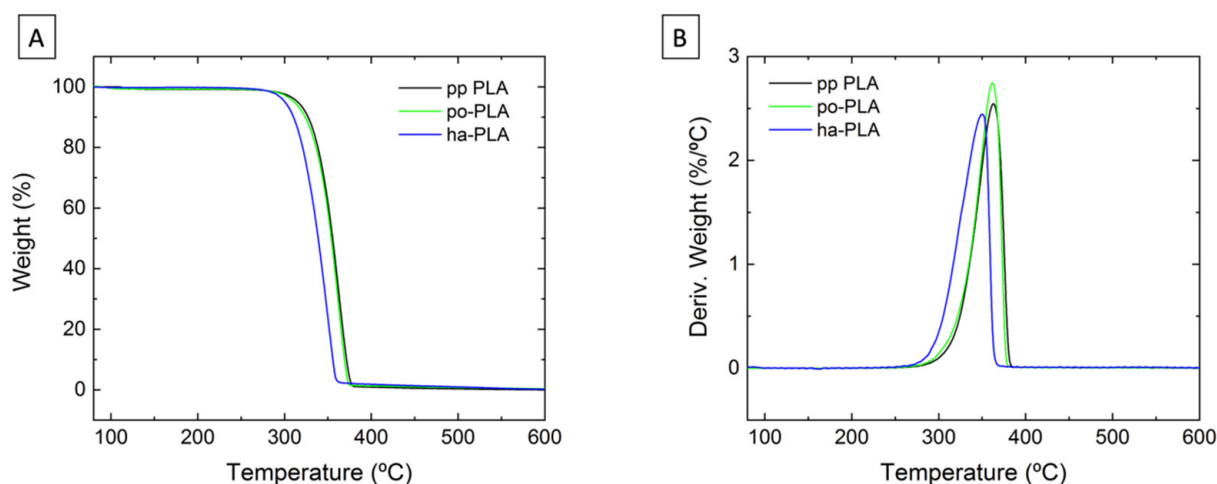 A
100
80
60
40
20
0
Weight (%)
pp PLA
po-PLA
ha-PLA
100 200 300 400 500 600
Temperature (ºC)
B
3
2
1
0
Deriv. Weight (%/ºC)
pp PLA
po-PLA
ha-PLA
100 200 300 400 500 600
Temperature (ºC)